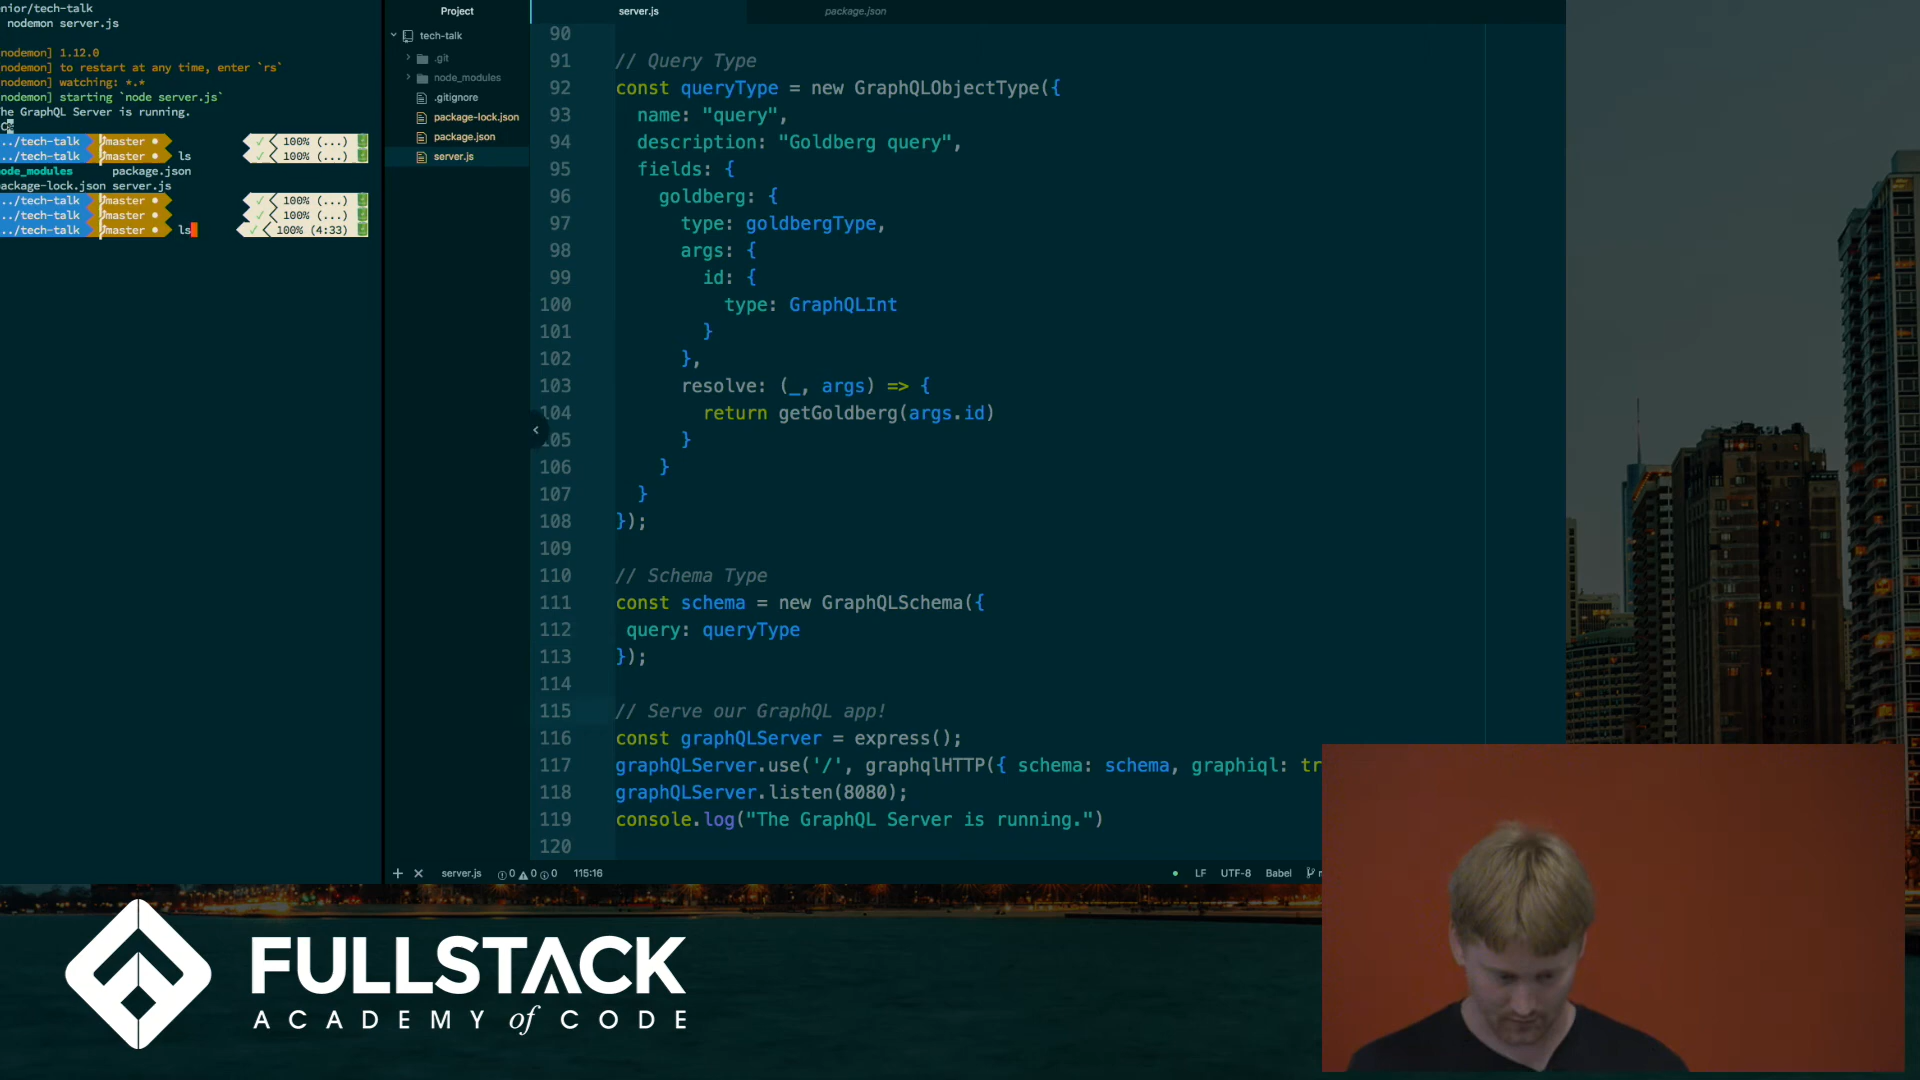 nior/tech-talk
nodemon server.js
nodemon] 1.12.0
nodemon] to restart at any time, enter `rs`
nodemon] watching: *.*
nodemon] starting `node server.js`
he GraphQL Server is running.
../tech-talk master ● ✓ 100% (...)
../tech-talk master ● ls ✓ 100% (...)
ode_modules package.json
ackage-lock.json server.js
../tech-talk master ● ✓ 100% (...)
../tech-talk master ● ✓ 100% (...)
../tech-talk master ● ls ✓ 100% (4:33)
Project
tech-talk
.git
node_modules
.gitignore
package-lock.json
package.json
server.js
server.js
package.json
90
91 // Query Type
92 const queryType = new GraphQLObjectType({
93 name: "query",
94 description: "Goldberg query",
95 fields: {
96 goldberg: {
97 type: goldbergType,
98 args: {
99 id: {
100 type: GraphQLInt
101 }
102 },
103 resolve: (_, args) => {
104 return getGoldberg(args.id)
105 }
106 }
107 }
108 });
109
110 // Schema Type
111 const schema = new GraphQLSchema({
112 query: queryType
113 });
114
115 // Serve our GraphQL app!
116 const graphQLServer = express();
117 graphQLServer.use('/', graphqlHTTP({ schema: schema, graphiql: tr
118 graphQLServer.listen(8080);
119 console.log("The GraphQL Server is running.")
120
+ × server.js 0 0 0 115:16
LF UTF-8 Babel
FULLSTACK
ACADEMY of CODE